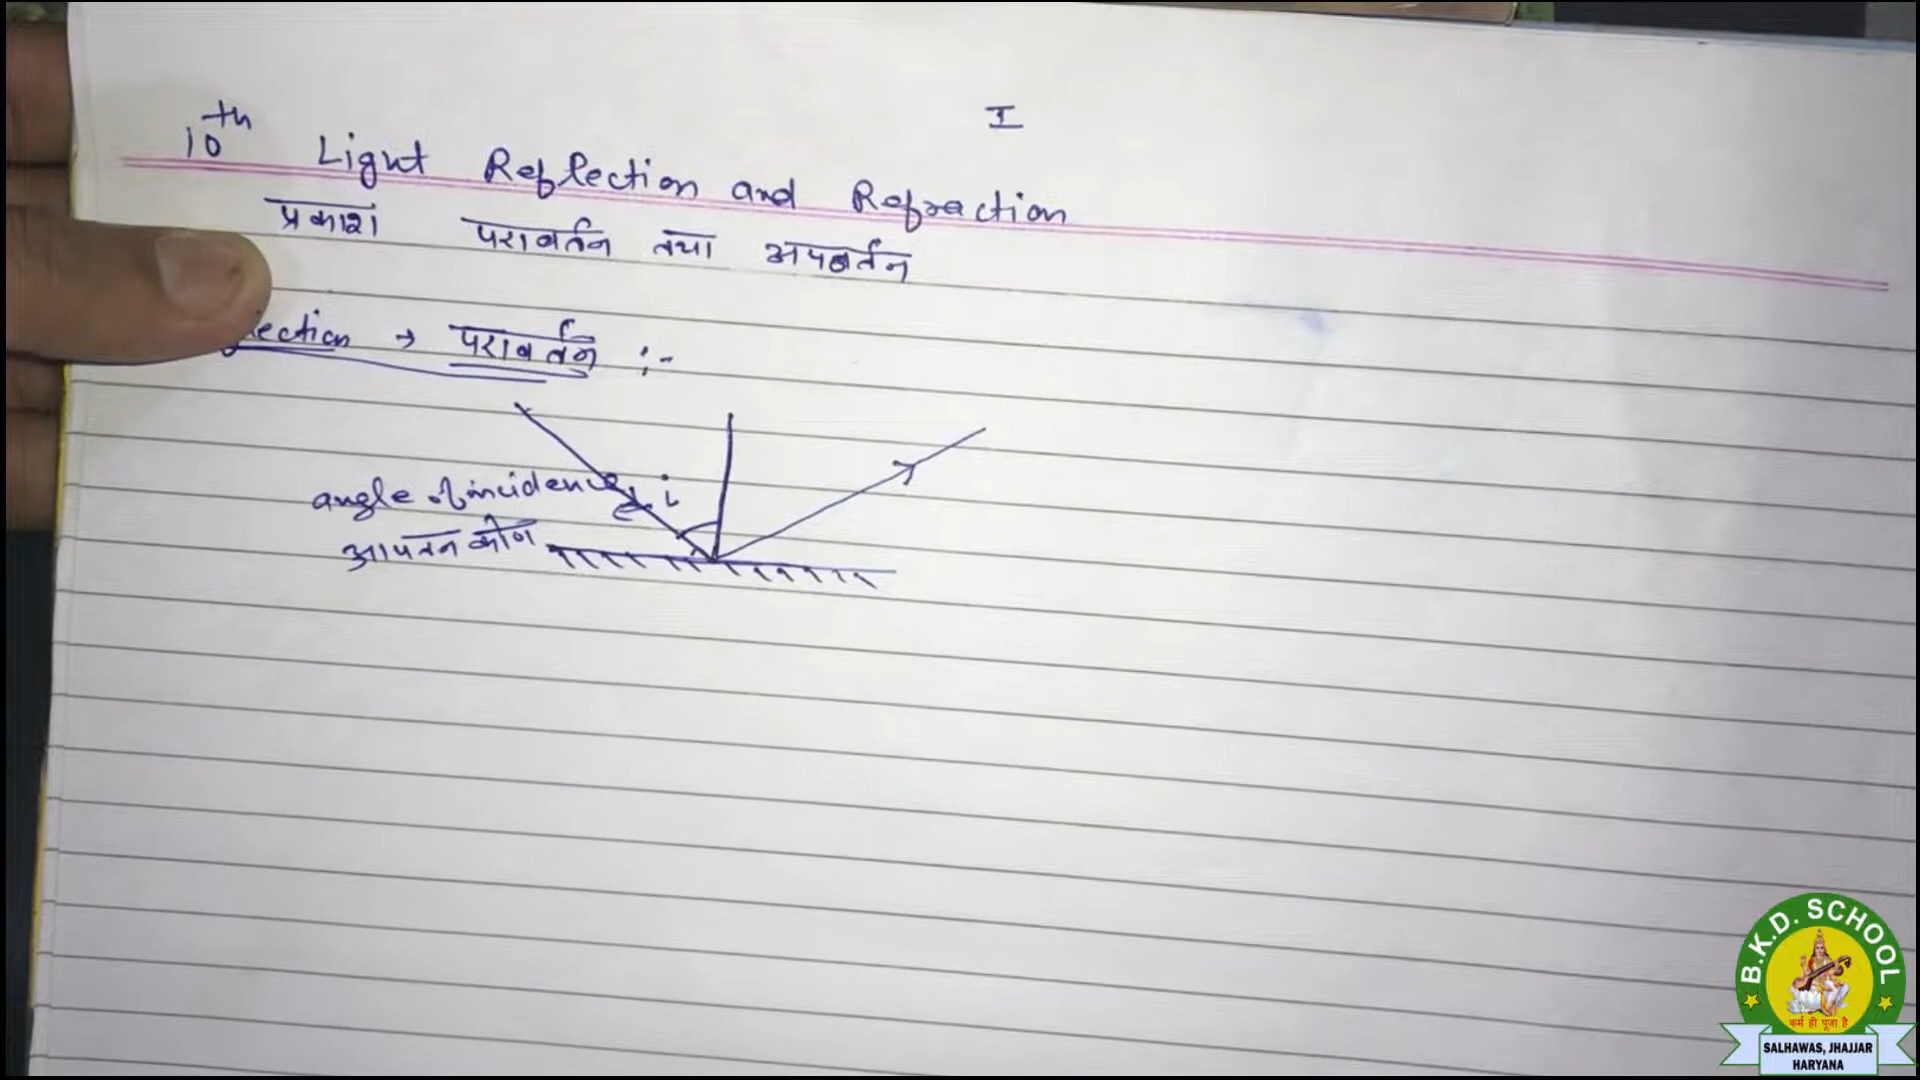 I
10th Light Reflection and Refraction
प्रकाश परावर्तन तथा अपवर्तन
→ परावर्तन :-
angle of incidence i
आपतन कोण
B.K.D. SCHOOL
कर्म ही पूजा है
SALHAWAS, JHAJJAR
HARYANA